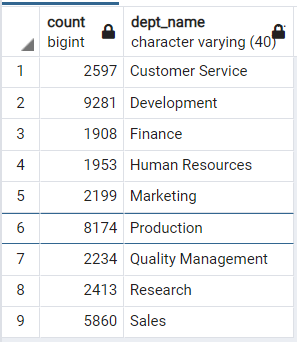 count dept_name
bigint character varying (40)
1 2597 Customer Service
2 9281 Development
3 1908 Finance
4 1953 Human Resources
5 2199 Marketing
6 8174 Production
7 2234 Quality Management
8 2413 Research
9 5860 Sales